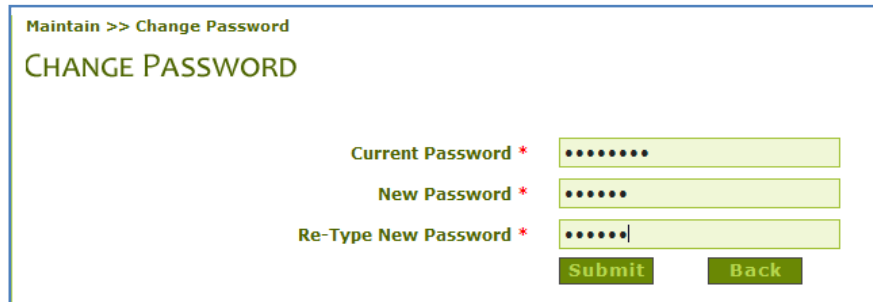 Maintain >> Change Password
CHANGE PASSWORD
Current Password * ••••••••
New Password * ••••••
Re-Type New Password * ••••••
Submit Back